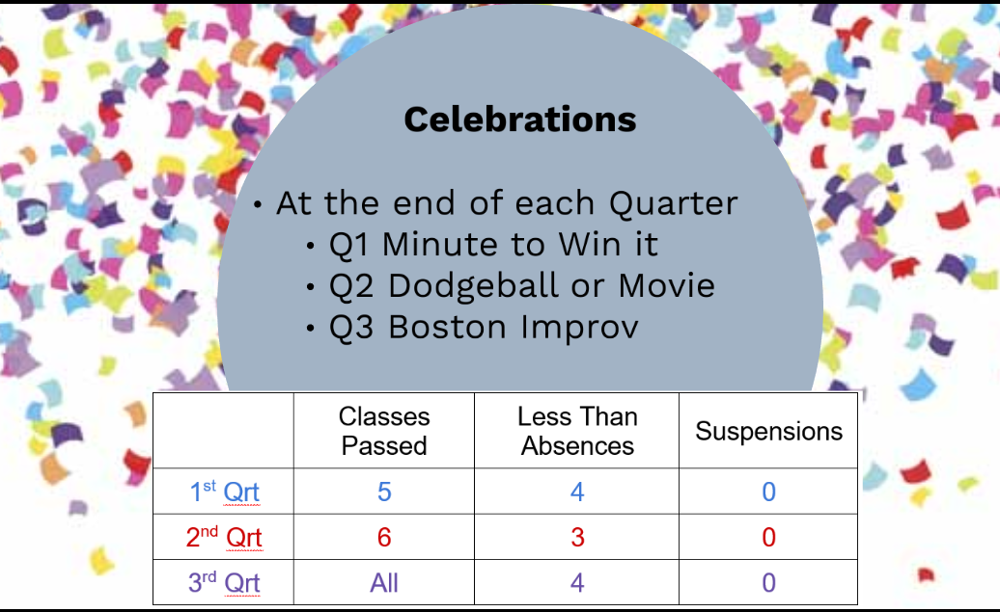 Celebrations
• At the end of each Quarter
• Q1 Minute to Win it
• Q2 Dodgeball or Movie
• Q3 Boston Improv
Classes Passed Less Than Absences Suspensions
1st Qrt 5 4 0
2nd Qrt 6 3 0
3rd Qrt All 4 0